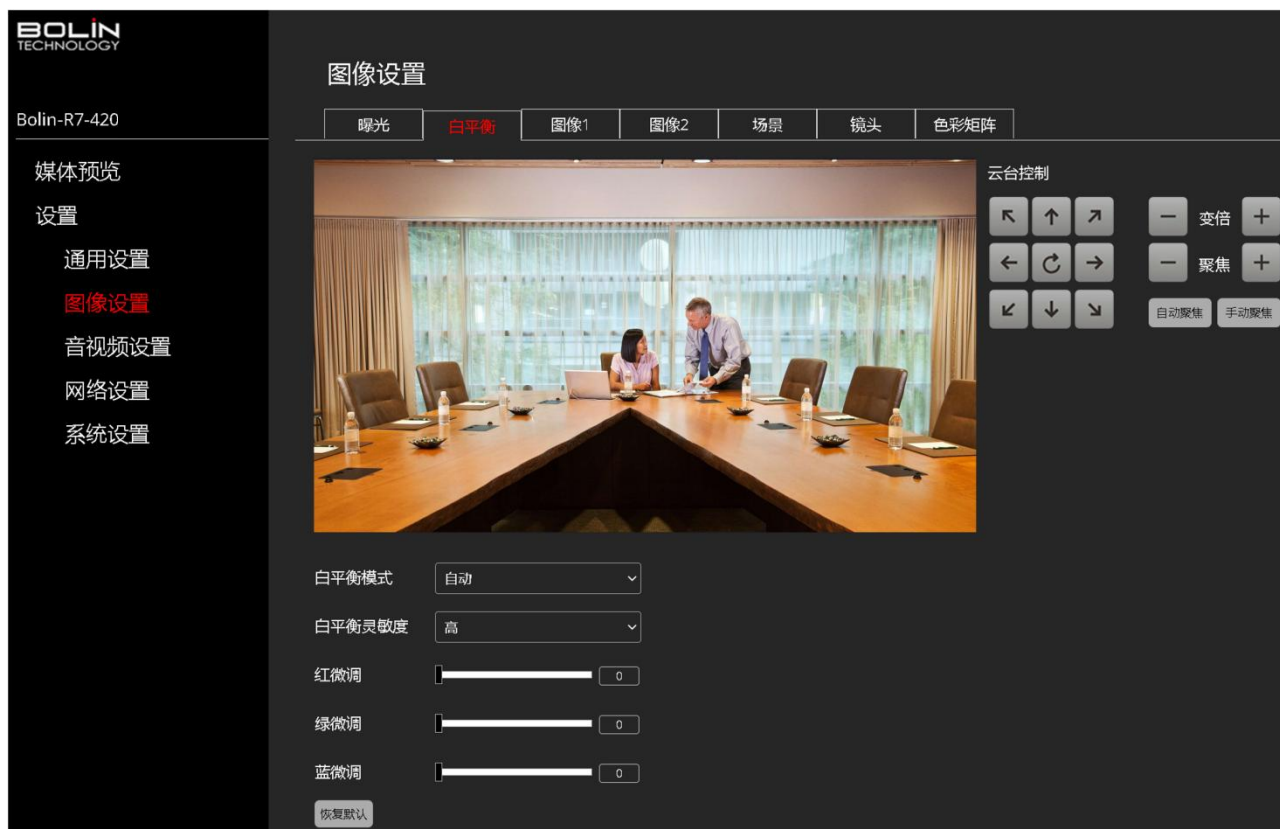 BOLIN
TECHNOLOGY
图像设置
Bolin-R7-420
曝光 白平衡 图像1 图像2 场景 镜头 色彩矩阵
媒体预览
设置
通用设置
图像设置
音视频设置
网络设置
系统设置
云台控制
变倍
聚焦
自动聚焦 手动聚焦
白平衡模式 自动
白平衡灵敏度 高
红微调 0
绿微调 0
蓝微调 0
恢复默认